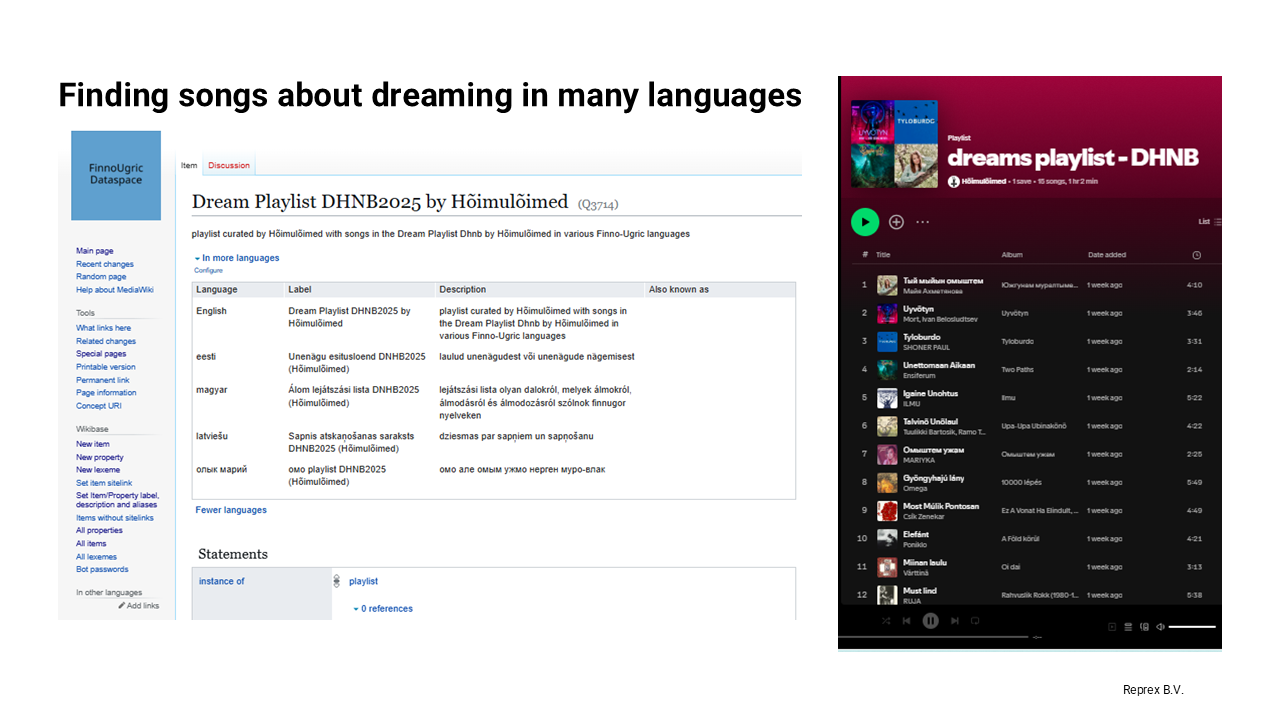 Finding songs about dreaming in many languages
FinnoUgric
Dataspace
Item
Discussion
Dream Playlist DHNB2025 by Hõimulõimed (Q3714)
playlist curated by Hõimulõimed with songs in the Dream Playlist Dhnb by Hõimulõimed in various Finno-Ugric languages
In more languages
Configure
Language Label Description Also known as
English Dream Playlist DHNB2025 by playlist curated by Hõimulõimed with songs in
Hõimulõimed the Dream Playlist Dhnb by Hõimulõimed in
various Finno-Ugric languages
eesti Unenägu esitusloend DNHB2025 laulud unenägudest või unenägude nägemisest
(Hõimulõimed)
magyar Álom lejátszási lista DNHB2025 lejátszási lista olyan dalokról, melyek álmokról,
(Hõimulõimed) álmodásról és álmodozásról szólnok finnugor
nyelveken
latviešu Sapnis atskaņošanas saraksts dziesmas par sapņiem un sapņošanu
DHNB2025 (Hõimulõimed)
олык марий омо playlist DHNB2025 омо але омым ужмо нерген муро-влак
(Hõimulõimed)
Fewer languages
Statements
instance of playlist
0 references
Main page
Recent changes
Random page
Help about MediaWiki
Tools
What links here
Related changes
Special pages
Printable version
Permanent link
Page information
Concept URI
Wikibase
New item
New property
New lexeme
Set item sitelink
Set Item/Property label,
description and aliases
Items without sitelinks
All properties
All items
All lexemes
Bot passwords
In other languages
Add links
UYVÕTYN
TYLOBURDO
Playlist
dreams playlist - DHNB
Hõimulõimed • 1 save • 15 songs, 1 hr 2 min
List
# Title Album Date added
1 Тый мыйын омыштем Южгунам муралтыме... 1 week ago 4:10
Майя Ахметенова
2 Uyvõtyn Uyvõtyn 1 week ago 3:46
Mort, Ivan Belosludtsev
3 Tyloburdo Tyloburdo 1 week ago 3:31
SHONER PAUL
4 Unettomaan Aikaan Two Paths 1 week ago 2:14
Ensiferum
5 Igaine Unohtus Ilmu 1 week ago 5:22
ILMU
6 Talvinõ Unõlaul Upa-Upa Ubinakõnõ 1 week ago 4:22
Tuulikki Bartosik, Ramo T...
7 Омыштем ужам Омыштем ужам 1 week ago 2:25
MARIYKA
8 Gyöngyhajú lány 10000 lépés 1 week ago 5:49
Omega
9 Most Múlik Pontosan Ez A Vonat Ha Elindult, ... 1 week ago 4:49
Csík Zenekar
10 Elefánt A Föld körül 1 week ago 4:21
Poniklo
11 Miinan laulu Oi dai 1 week ago 3:13
Värttinä
12 Must lind Rahvuslik Rokk (1980-1... 1 week ago 5:38
RUJA
Reprex B.V.